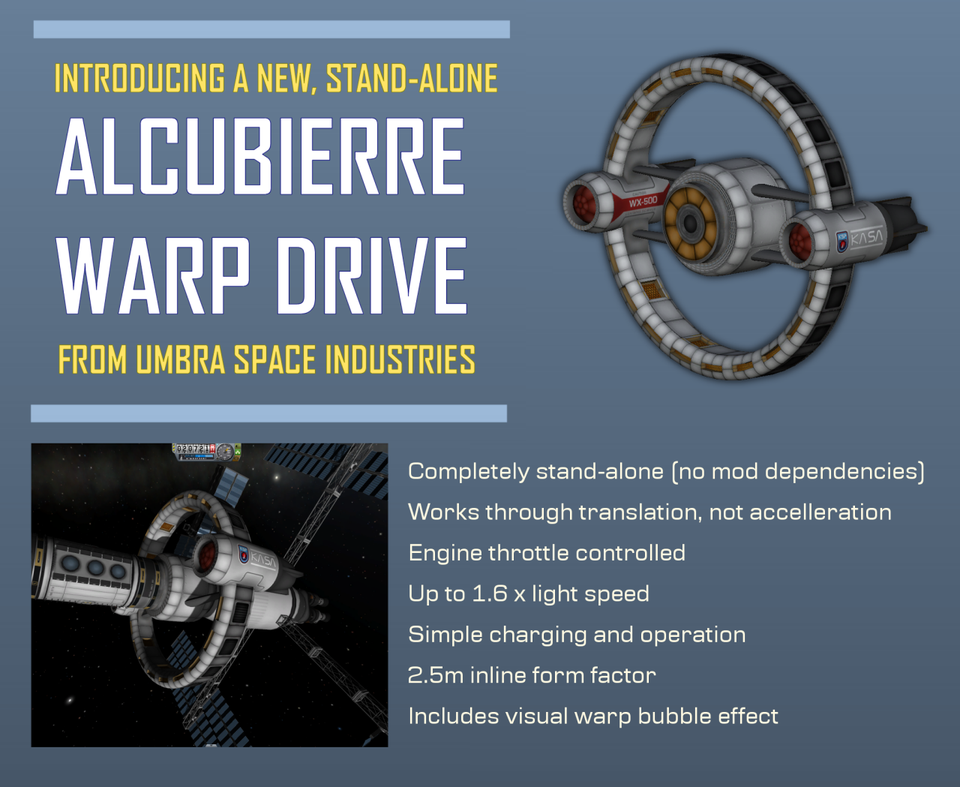 INTRODUCING A NEW, STAND-ALONE
ALCUBIERRE
WARP DRIVE
FROM UMBRA SPACE INDUSTRIES
WX-500
KASA
KASA
Completely stand-alone (no mod dependencies)
Works through translation, not accelleration
Engine throttle controlled
Up to 1.6 x light speed
Simple charging and operation
2.5m inline form factor
Includes visual warp bubble effect